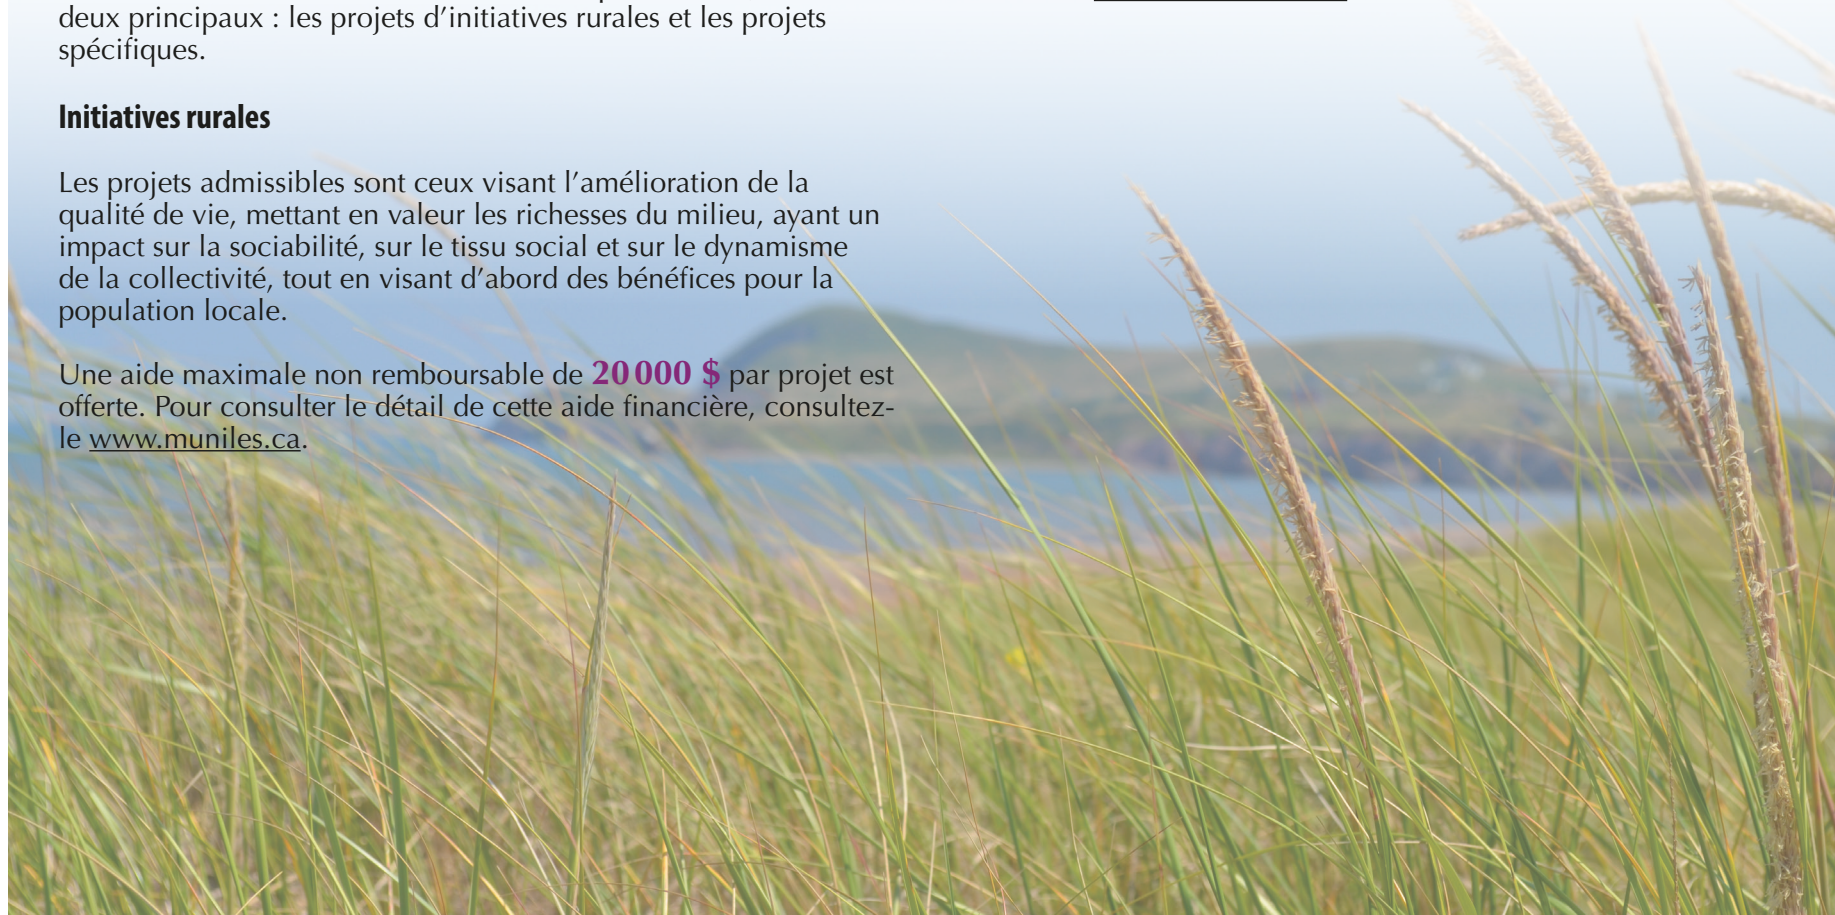 deux principaux : les projets d’initiatives rurales et les projets
spécifiques.
Initiatives rurales
Les projets admissibles sont ceux visant l’amélioration de la
qualité de vie, mettant en valeur les richesses du milieu, ayant un
impact sur la sociabilité, sur le tissu social et sur le dynamisme
de la collectivité, tout en visant d’abord des bénéfices pour la
population locale.
Une aide maximale non remboursable de 20 000 $ par projet est
offerte. Pour consulter le détail de cette aide financière, consultez-
le www.muniles.ca.